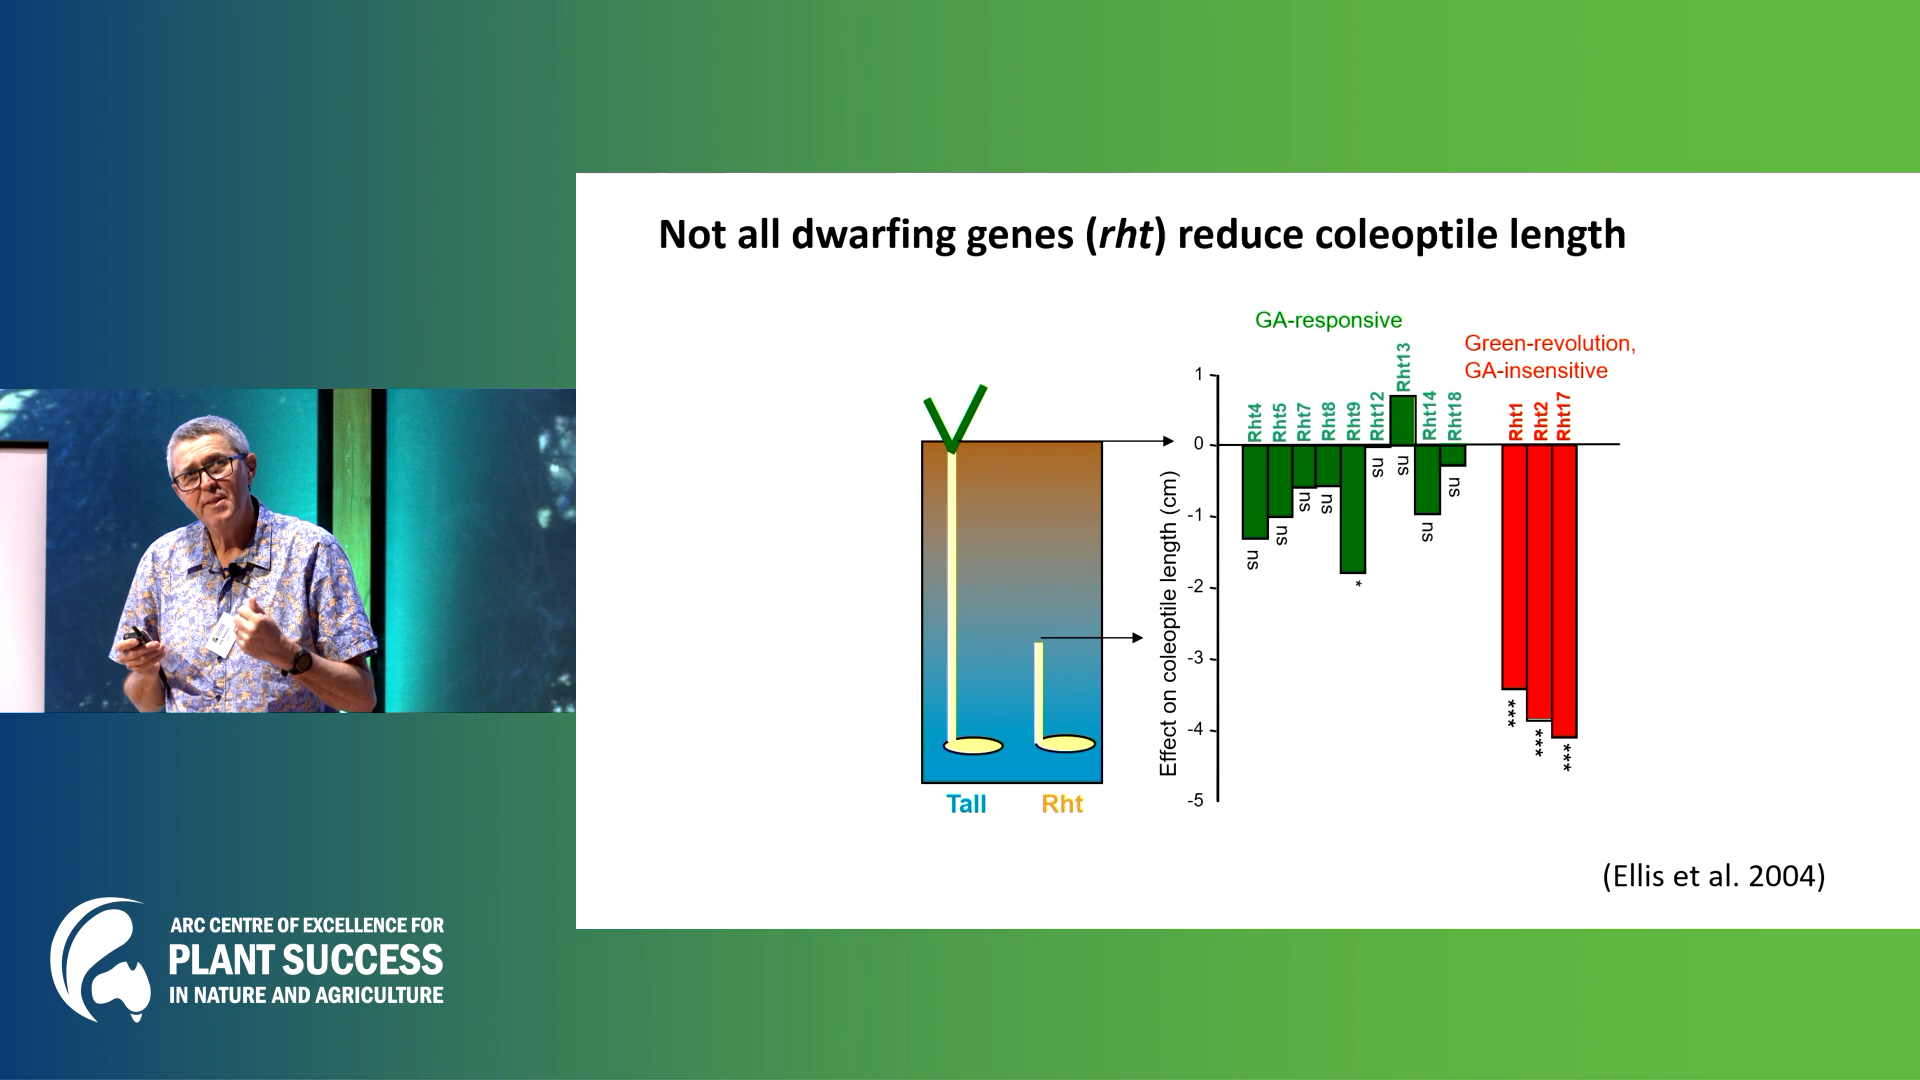 Not all dwarfing genes (rht) reduce coleoptile length
GA-responsive
Green-revolution,
GA-insensitive
Rht4
Rht5
Rht7
Rht8
Rht9
Rht12
Rht13
Rht14
Rht18
Rht1
Rht2
Rht17
1
0
-1
-2
-3
-4
-5
Effect on coleoptile length (cm)
ns
ns
ns
ns
*
ns
ns
ns
ns
***
***
***
Tall
Rht
(Ellis et al. 2004)
ARC CENTRE OF EXCELLENCE FOR
PLANT SUCCESS
IN NATURE AND AGRICULTURE